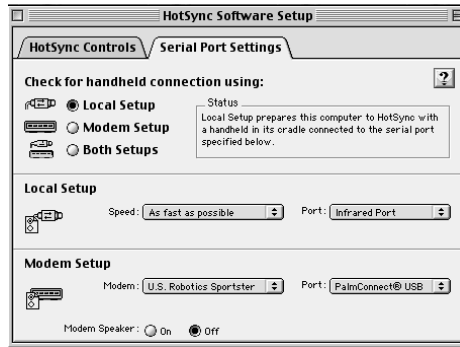 HotSync Software Setup
HotSync Controls Serial Port Settings
Check for handheld connection using:
?
Local Setup
Modem Setup
Both Setups
Status
Local Setup prepares this computer to HotSync with
a handheld in its cradle connected to the serial port
specified below.
Local Setup
Speed: As fast as possible Port: Infrared Port
Modem Setup
Modem: U.S. Robotics Sportster Port: PalmConnect® USB
Modem Speaker: On Off